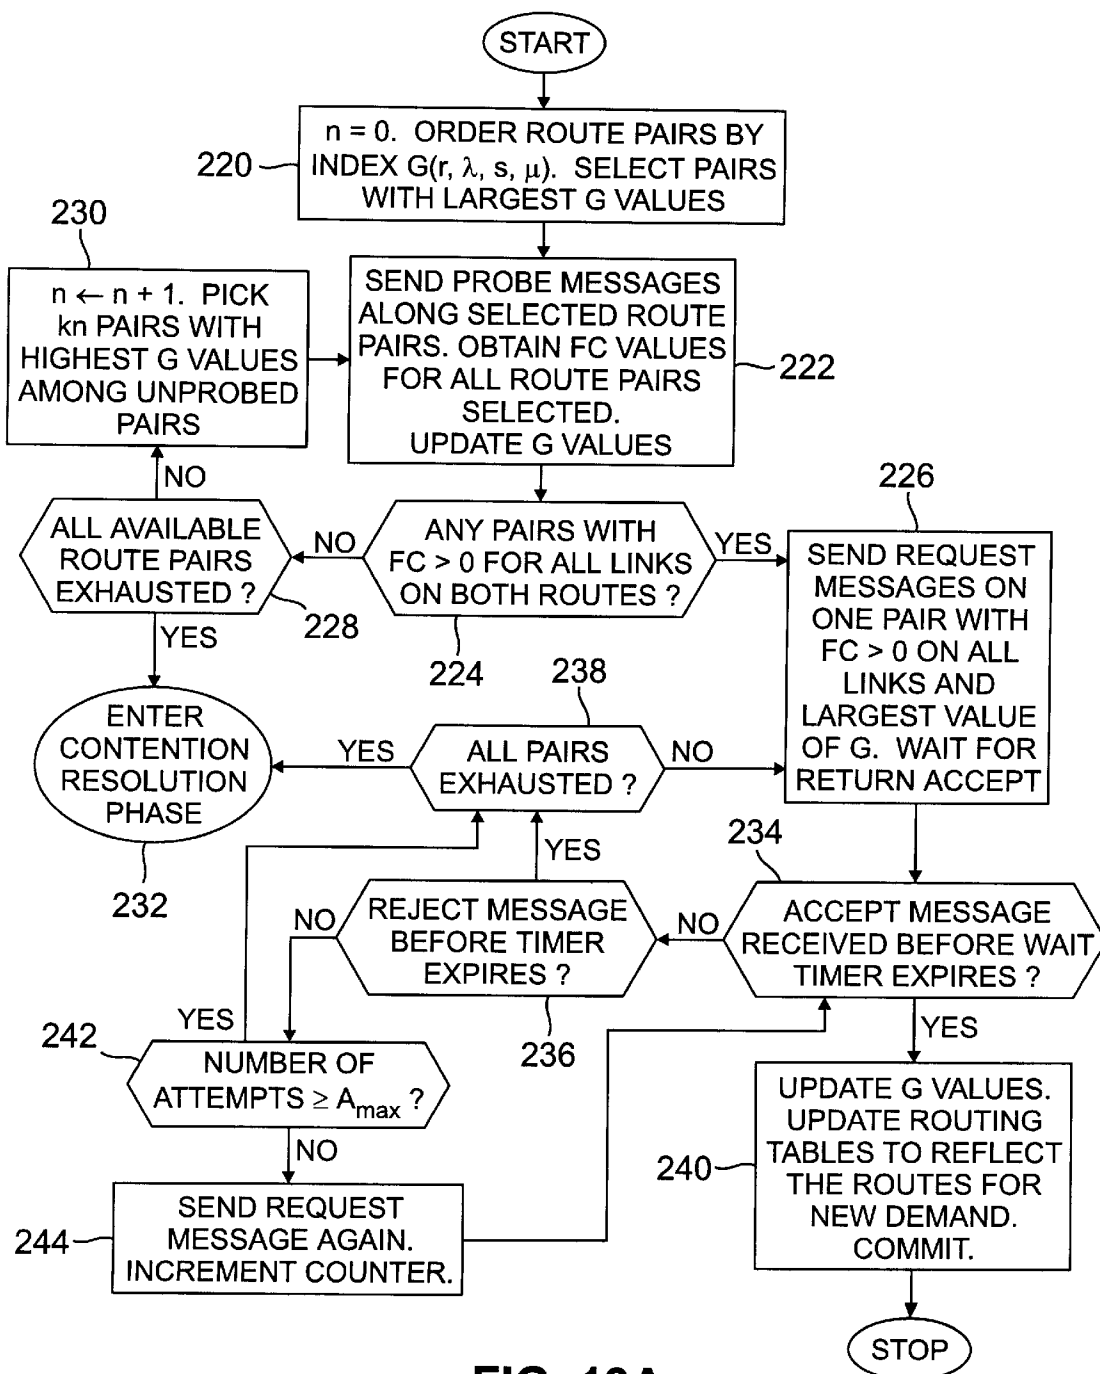 START
n = 0. ORDER ROUTE PAIRS BY
INDEX G(r, λ, s, μ). SELECT PAIRS
WITH LARGEST G VALUES
220
230
n ← n + 1. PICK
kn PAIRS WITH
HIGHEST G VALUES
AMONG UNPROBED
PAIRS
SEND PROBE MESSAGES
ALONG SELECTED ROUTE
PAIRS. OBTAIN FC VALUES
FOR ALL ROUTE PAIRS
SELECTED.
UPDATE G VALUES
222
NO
ALL AVAILABLE
ROUTE PAIRS
EXHAUSTED ?
228
NO
ANY PAIRS WITH
FC > 0 FOR ALL LINKS
ON BOTH ROUTES ?
224
YES
226
SEND REQUEST
MESSAGES ON
ONE PAIR WITH
FC > 0 ON ALL
LINKS AND
LARGEST VALUE
OF G. WAIT FOR
RETURN ACCEPT
YES
ENTER
CONTENTION
RESOLUTION
PHASE
232
YES
238
ALL PAIRS
EXHAUSTED ?
NO
YES
234
ACCEPT MESSAGE
RECEIVED BEFORE WAIT
TIMER EXPIRES ?
NO
REJECT MESSAGE
BEFORE TIMER
EXPIRES ?
236
NO
YES
YES
242
NUMBER OF
ATTEMPTS ≥ Amax ?
NO
244
SEND REQUEST
MESSAGE AGAIN.
INCREMENT COUNTER.
240
UPDATE G VALUES.
UPDATE ROUTING
TABLES TO REFLECT
THE ROUTES FOR
NEW DEMAND.
COMMIT.
STOP